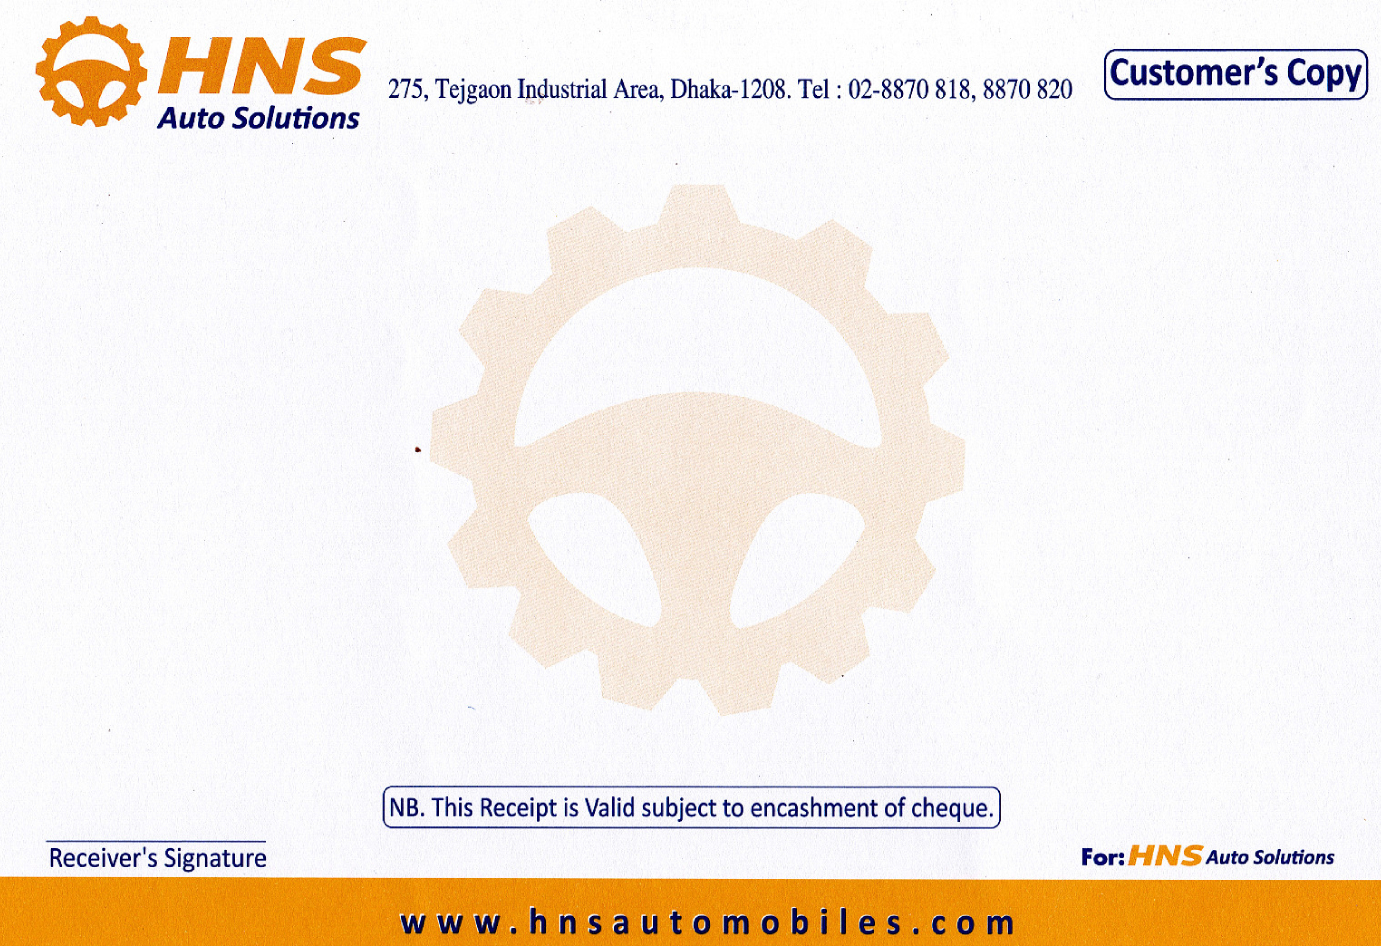 HNS
Auto Solutions
275, Tejgaon Industrial Area, Dhaka-1208. Tel : 02-8870 818, 8870 820
Customer's Copy
NB. This Receipt is Valid subject to encashment of cheque.
Receiver's Signature
For: HNS Auto Solutions
www.hnsautomobiles.com